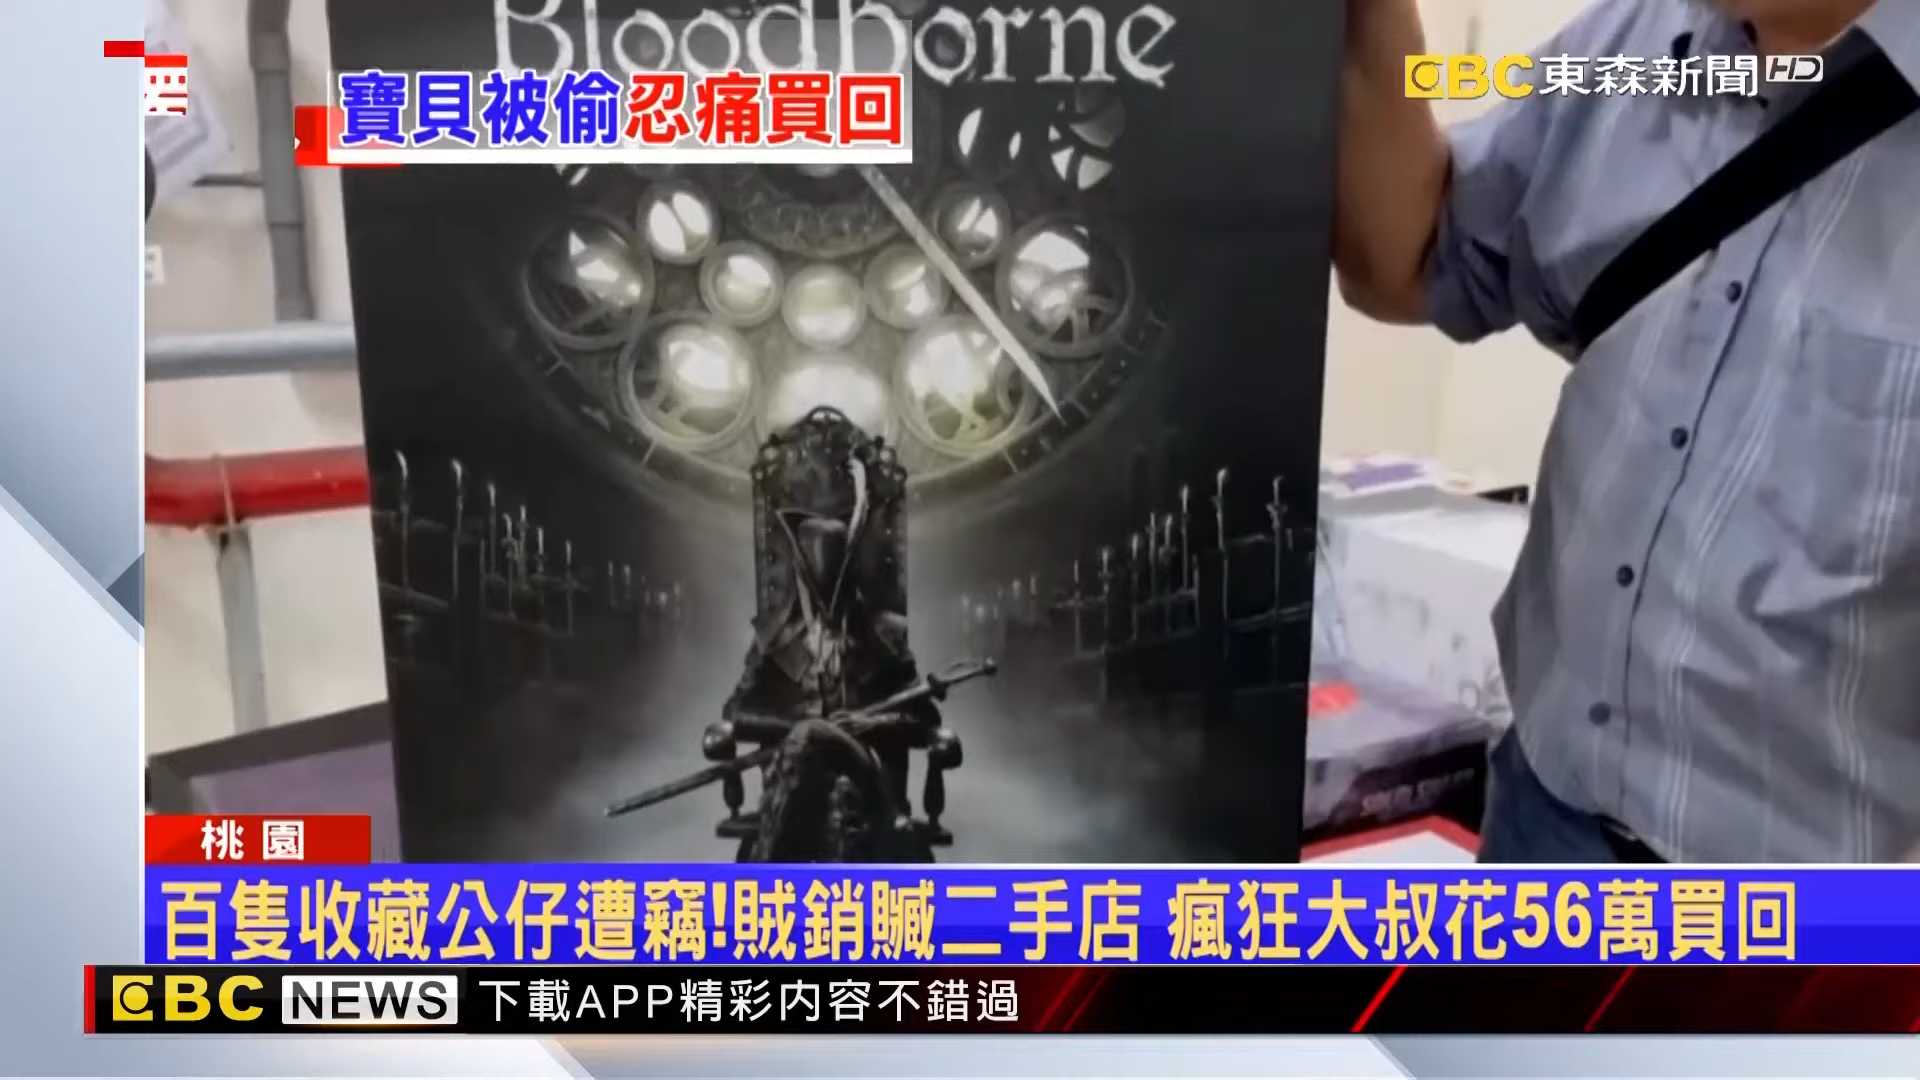 Bloodborne
寶貝被偷忍痛買回
EBC東森新聞HD
桃園
百隻收藏公仔遭竊!賊銷贓二手店 瘋狂大叔花56萬買回
EBC NEWS 下載APP精彩內容不錯過